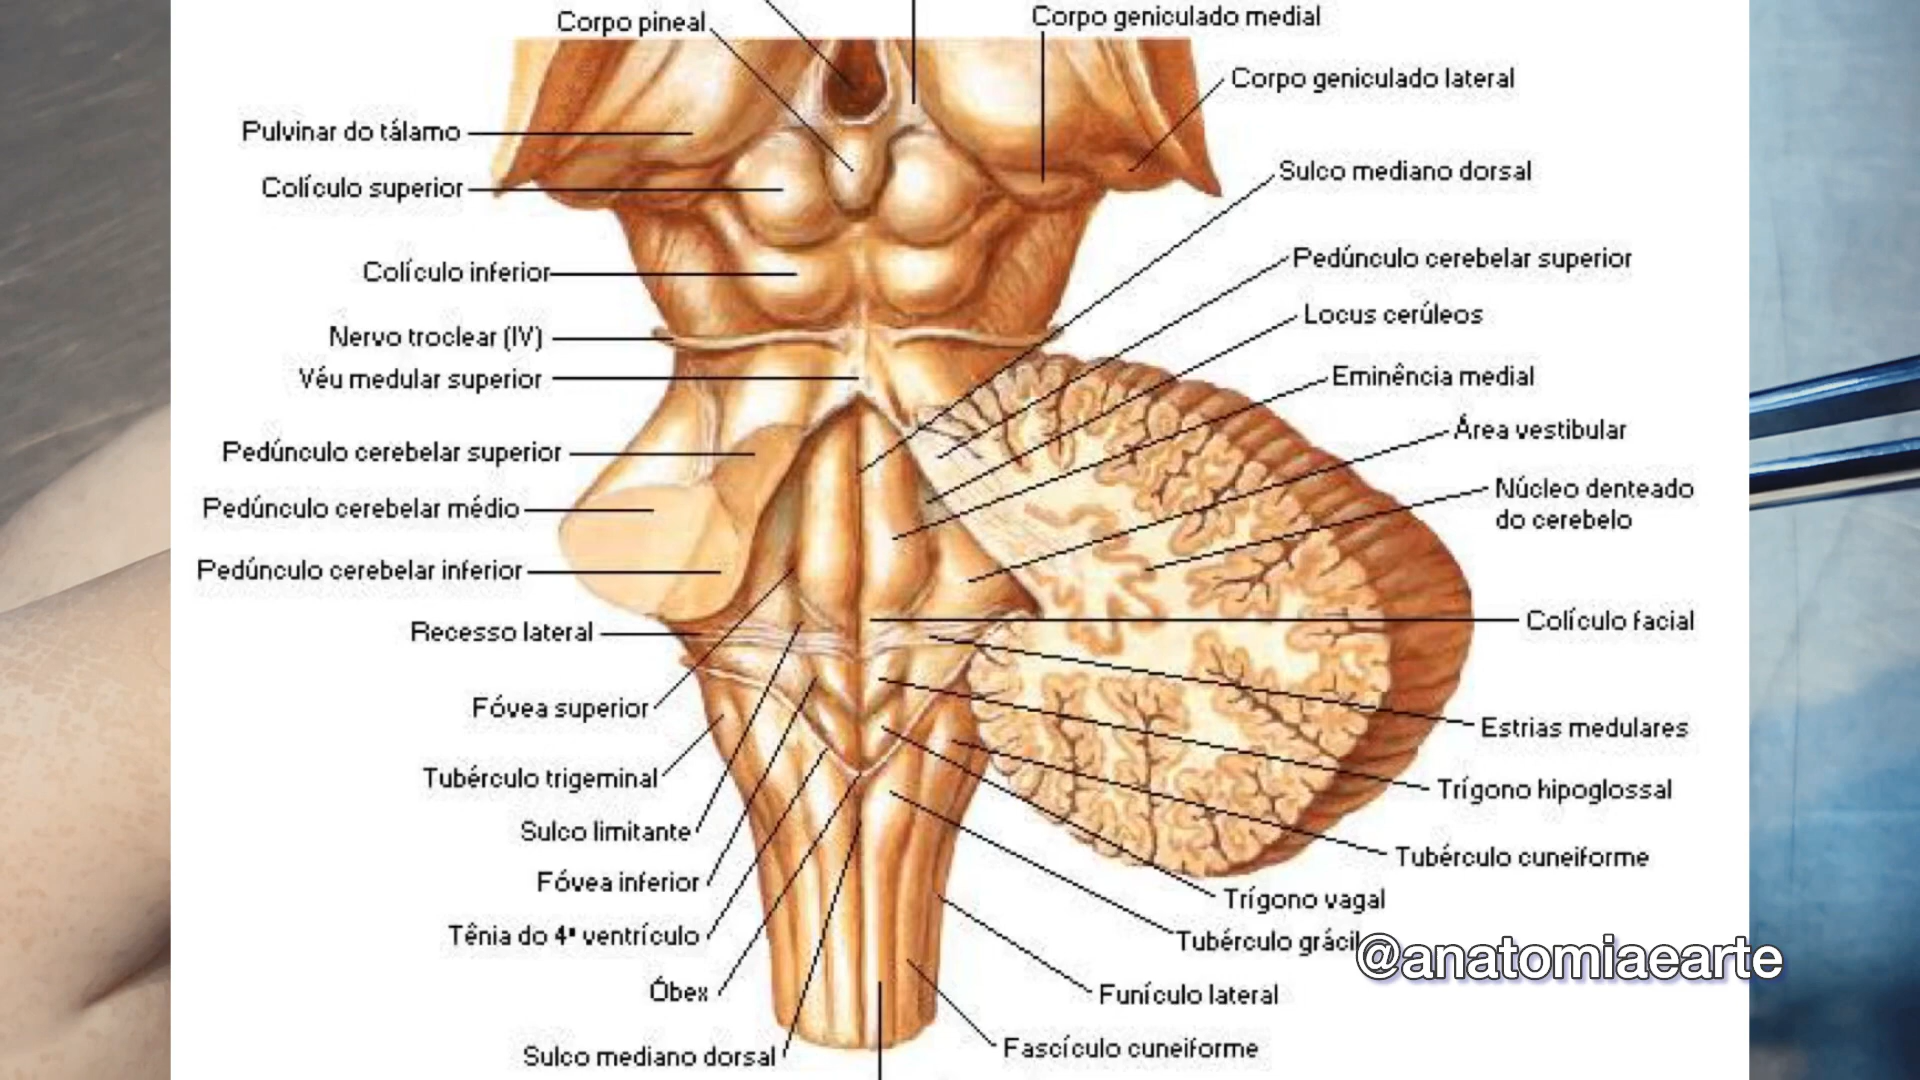 Corpo pineal
Corpo geniculado medial
Corpo geniculado lateral
Pulvinar do tálamo
Colículo superior
Sulco mediano dorsal
Colículo inferior
Pedúnculo cerebelar superior
Nervo troclear (IV)
Locus cerúleos
Véu medular superior
Eminência medial
Pedúnculo cerebelar superior
Área vestibular
Pedúnculo cerebelar médio
Núcleo denteado
do cerebelo
Pedúnculo cerebelar inferior
Recesso lateral
Colículo facial
Fóvea superior
Estrias medulares
Tubérculo trigeminal
Trígono hipoglossal
Sulco limitante
Tubérculo cuneiforme
Fóvea inferior
Trígono vagal
Tênia do 4º ventrículo
Tubérculo grácil
@anatomiaearte
Óbex
Funículo lateral
Sulco mediano dorsal
Fascículo cuneiforme